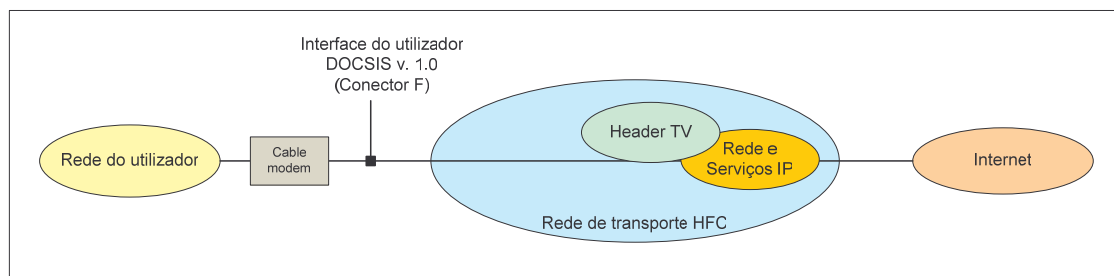 Interface do utilizador
DOCSIS v. 1.0
(Conector F)
Rede do utilizador
Cable
modem
Header TV
Rede e
Serviços IP
Internet
Rede de transporte HFC